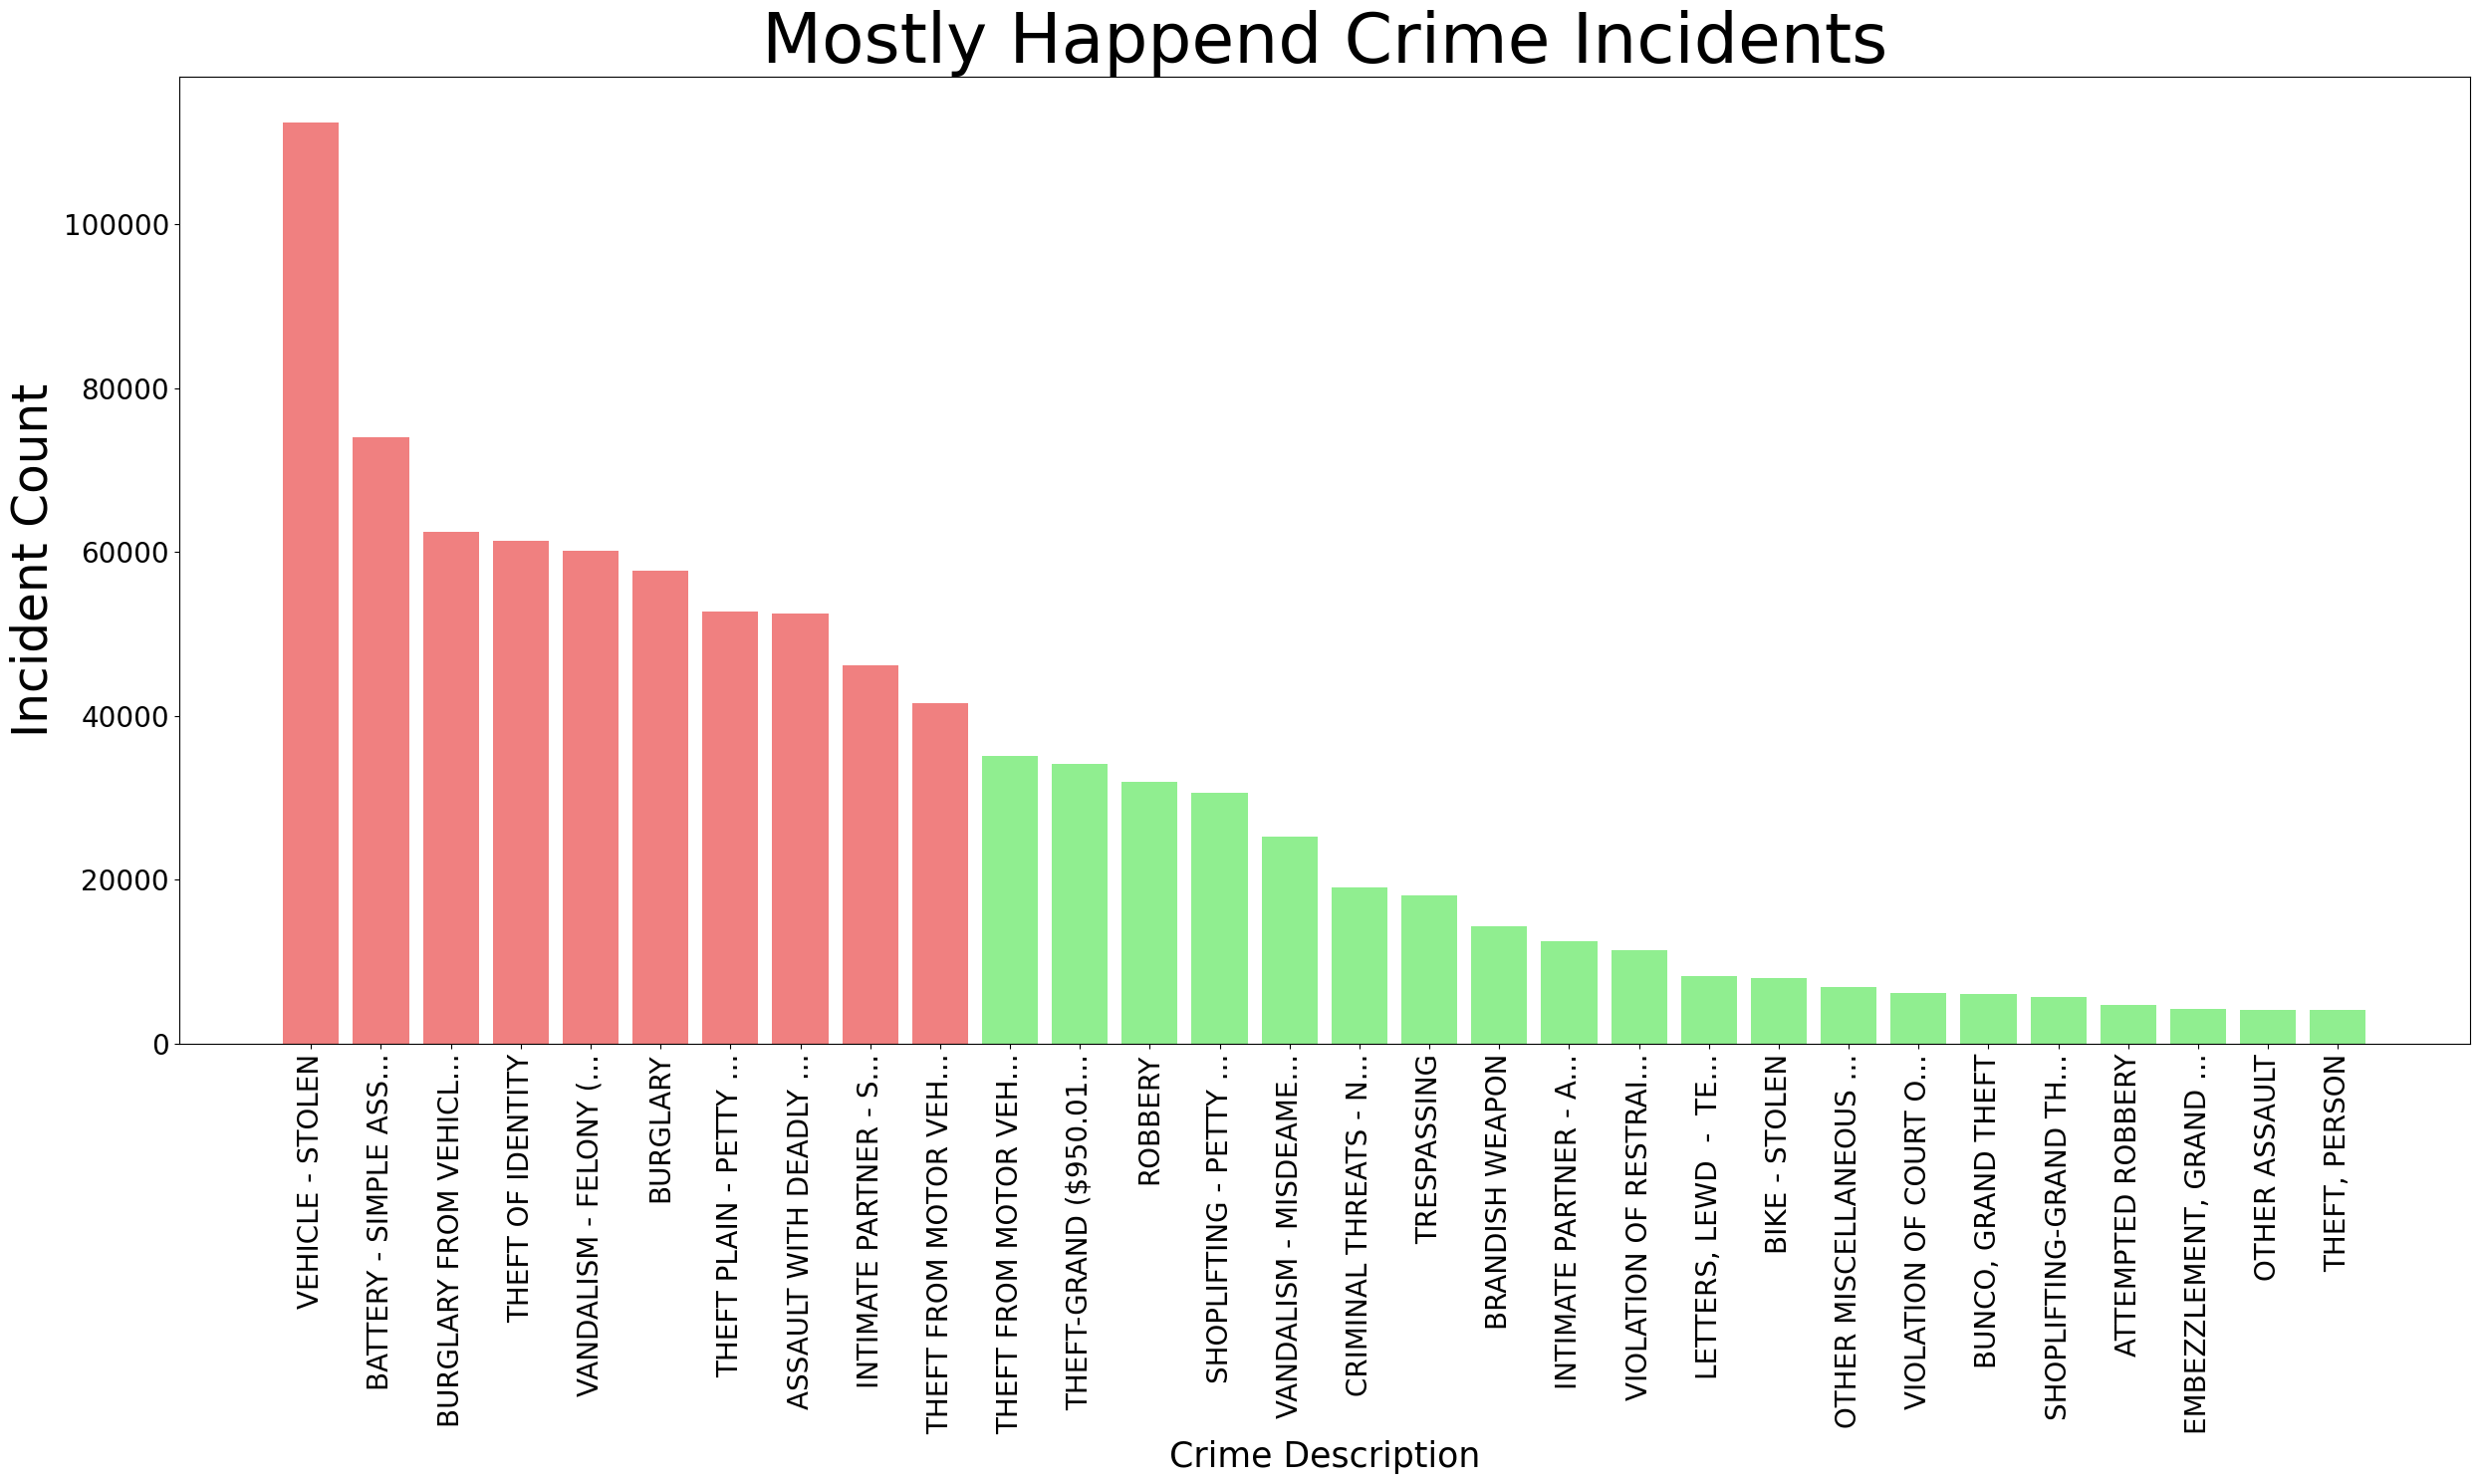 Mostly Happend Crime Incidents
Incident Count
100000
80000
60000
40000
20000
0
VEHICLE - STOLEN
BATTERY - SIMPLE ASS...
BURGLARY FROM VEHICL...
THEFT OF IDENTITY
VANDALISM - FELONY (...
BURGLARY
THEFT PLAIN - PETTY ...
ASSAULT WITH DEADLY ...
INTIMATE PARTNER - S...
THEFT FROM MOTOR VEH...
THEFT FROM MOTOR VEH...
THEFT-GRAND ($950.01...
ROBBERY
SHOPLIFTING - PETTY ...
VANDALISM - MISDEAME...
CRIMINAL THREATS - N...
TRESPASSING
BRANDISH WEAPON
INTIMATE PARTNER - A...
VIOLATION OF RESTRAI...
LETTERS, LEWD  -  TE...
BIKE - STOLEN
OTHER MISCELLANEOUS ...
VIOLATION OF COURT O...
BUNCO, GRAND THEFT
SHOPLIFTING-GRAND TH...
ATTEMPTED ROBBERY
EMBEZZLEMENT, GRAND ...
OTHER ASSAULT
THEFT, PERSON
Crime Description